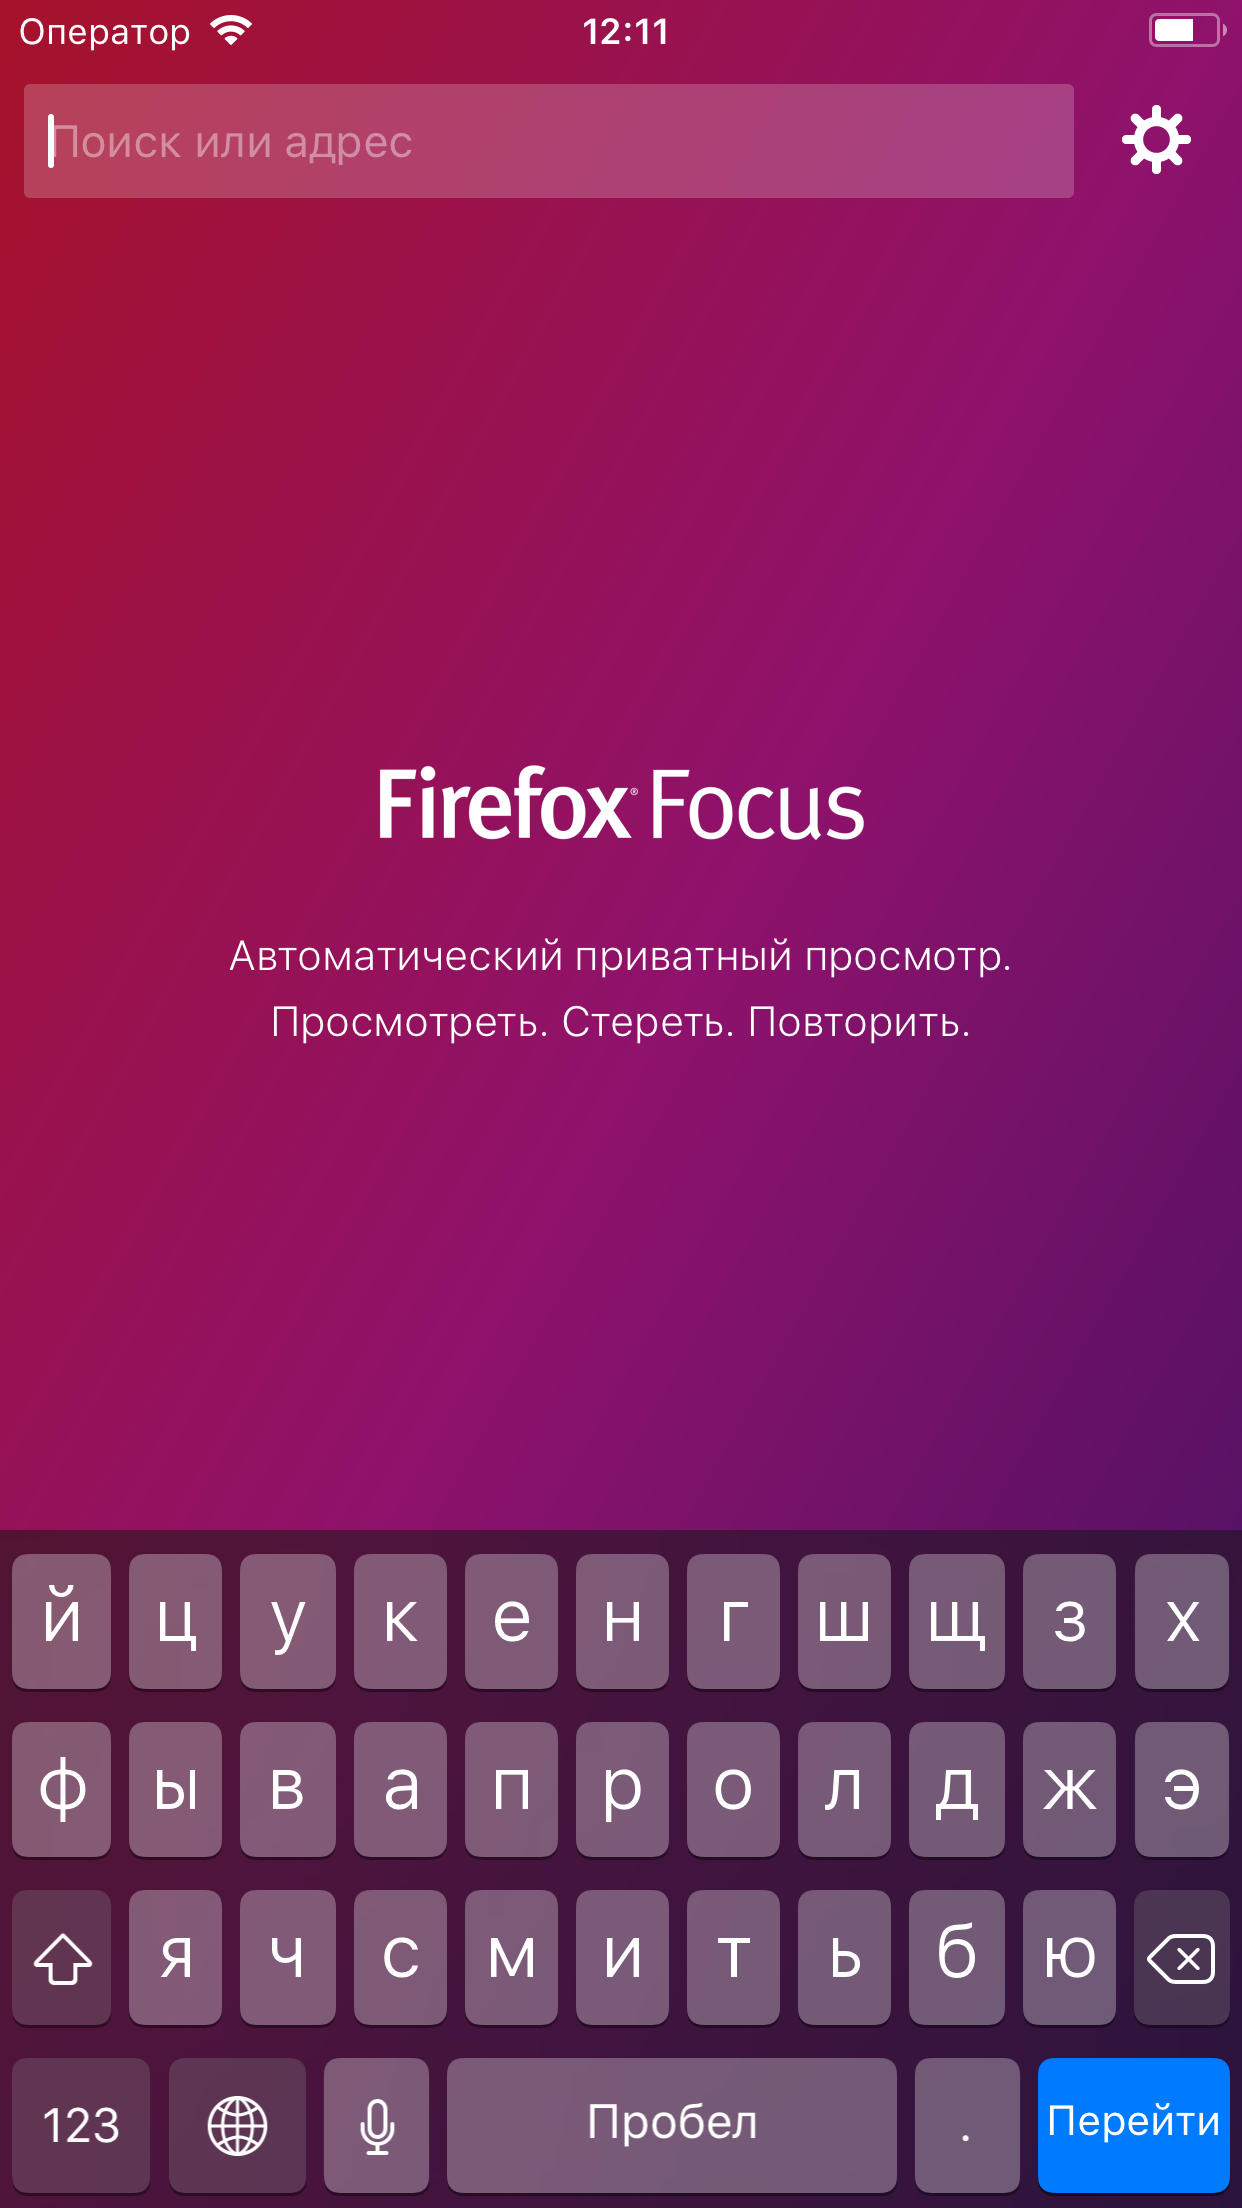 Оператор 12:11
Поиск или адрес
Firefox® Focus
Автоматический приватный просмотр.
Просмотреть. Стереть. Повторить.
й ц у к е н г ш щ з х
ф ы в а п р о л д ж э
я ч с м и т ь б ю
123 Пробел . Перейти